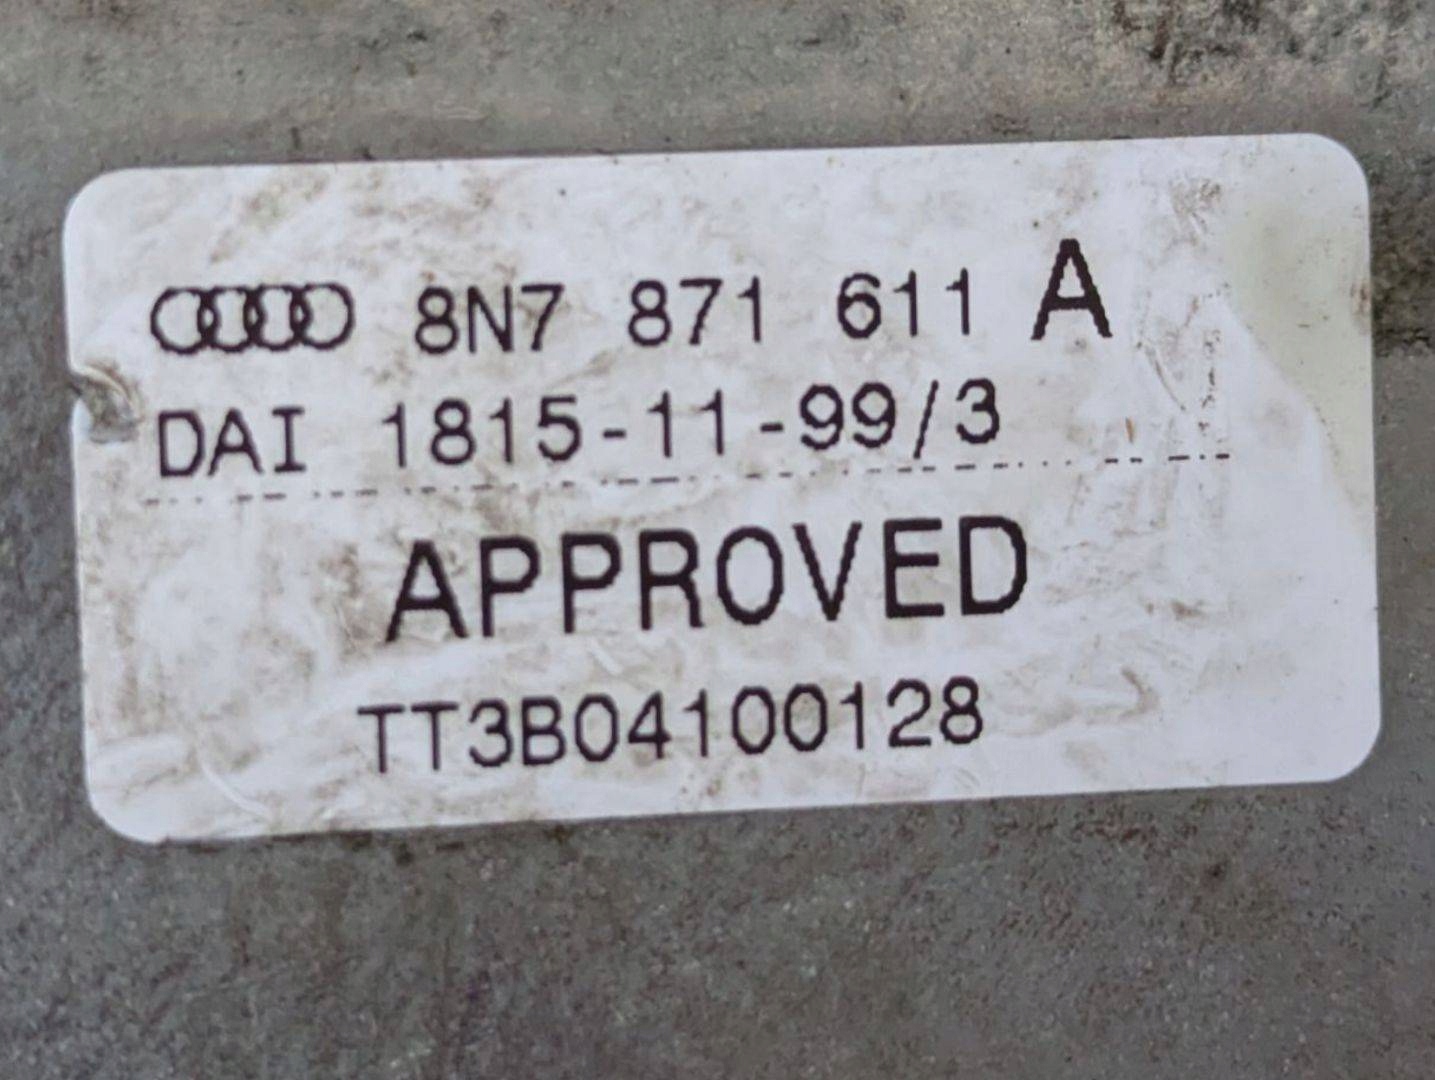 8N7 871 611 A
DAI 1815-11-99/3
APPROVED
TT3B04100128